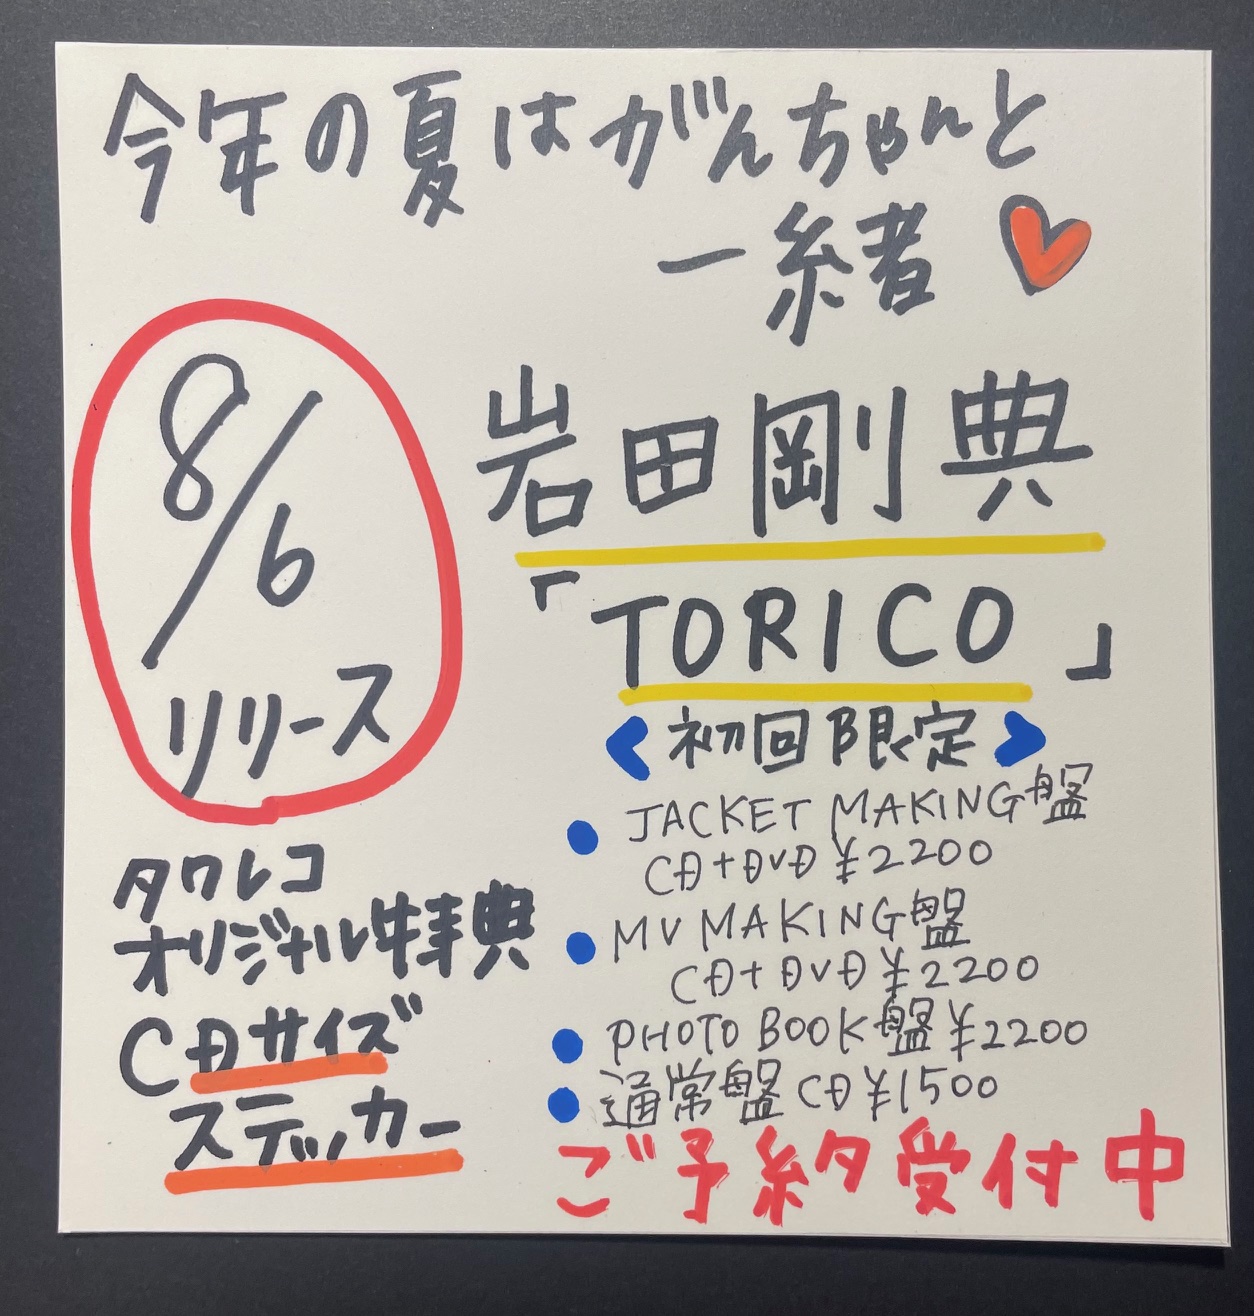 今年の夏はがんちゃんと
一緒
8/6
リリース
岩田剛典
「TORICO」
<初回限定>
JACKET MAKING盤
CD+DVD ¥2200
MV MAKING盤
CD+DVD ¥2200
PHOTO BOOK盤 ¥2200
通常盤 CD ¥1500
タワレコ
オリジナル特典
CDサイズ
ステッカー
ご予約受付中